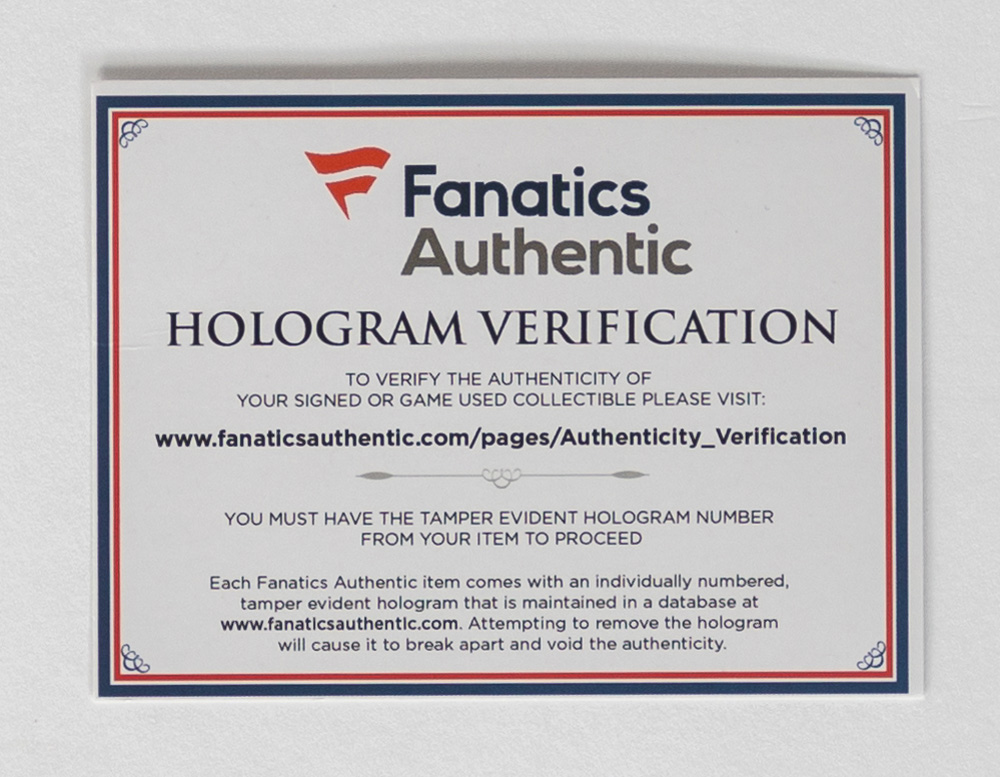 Fanatics
Authentic
HOLOGRAM VERIFICATION
TO VERIFY THE AUTHENTICITY OF
YOUR SIGNED OR GAME USED COLLECTIBLE PLEASE VISIT:
www.fanaticsauthentic.com/pages/Authenticity_Verification
YOU MUST HAVE THE TAMPER EVIDENT HOLOGRAM NUMBER
FROM YOUR ITEM TO PROCEED
Each Fanatics Authentic item comes with an individually numbered,
tamper evident hologram that is maintained in a database at
www.fanaticsauthentic.com. Attempting to remove the hologram
will cause it to break apart and void the authenticity.